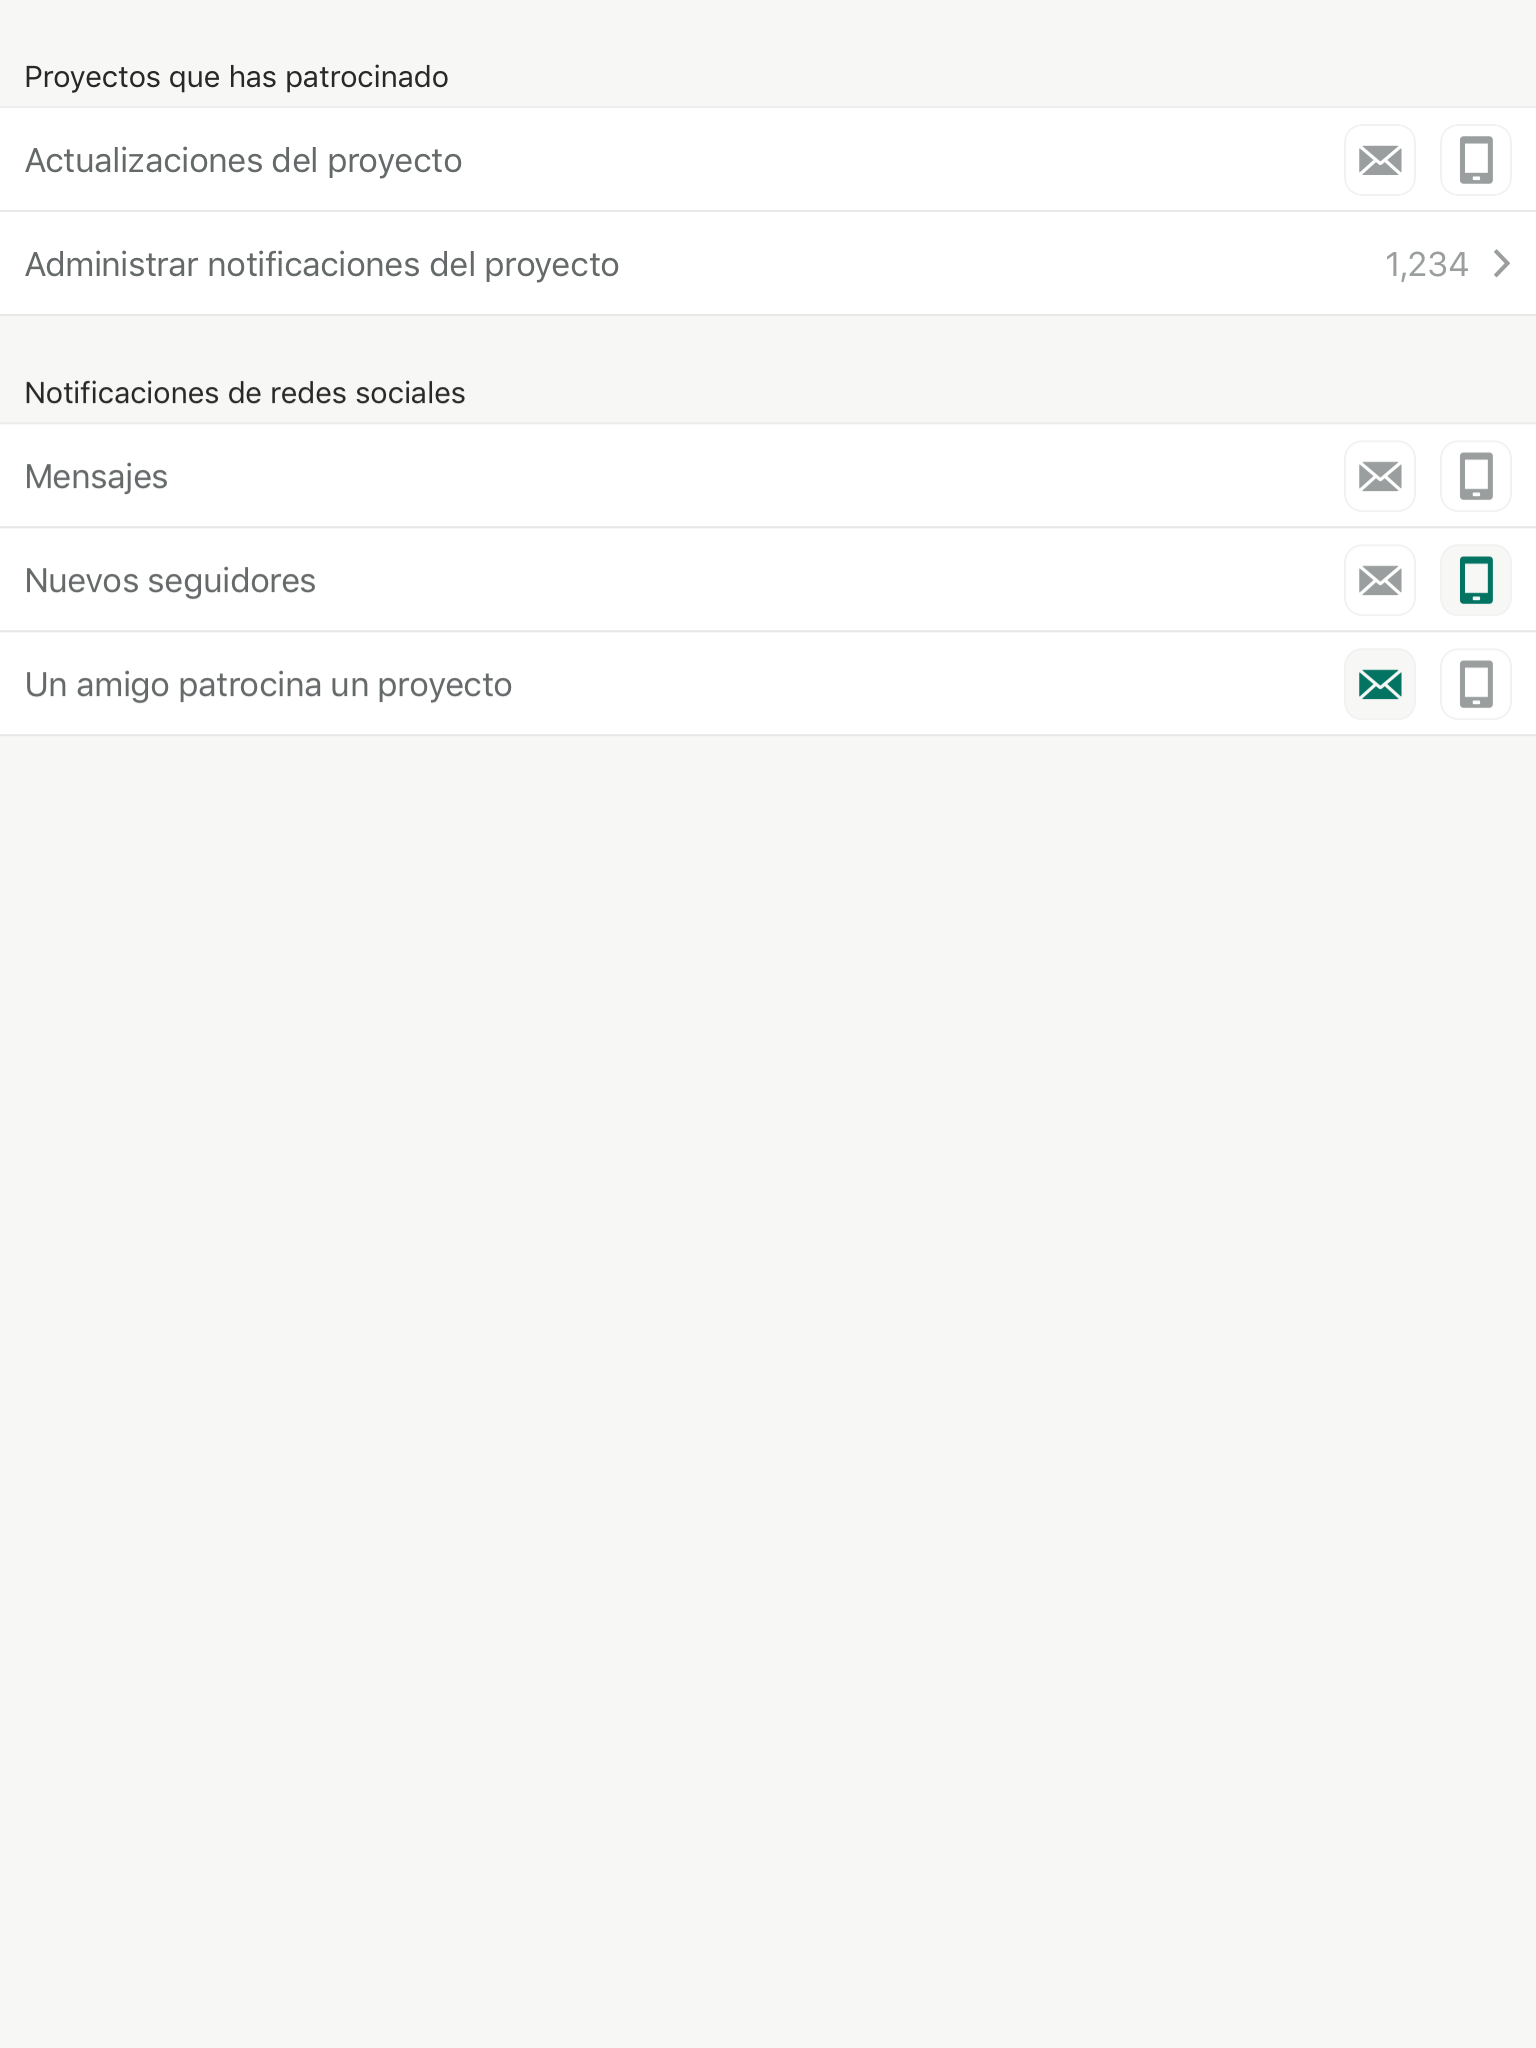 Proyectos que has patrocinado
Actualizaciones del proyecto
Administrar notificaciones del proyecto 1,234
Notificaciones de redes sociales
Mensajes
Nuevos seguidores
Un amigo patrocina un proyecto